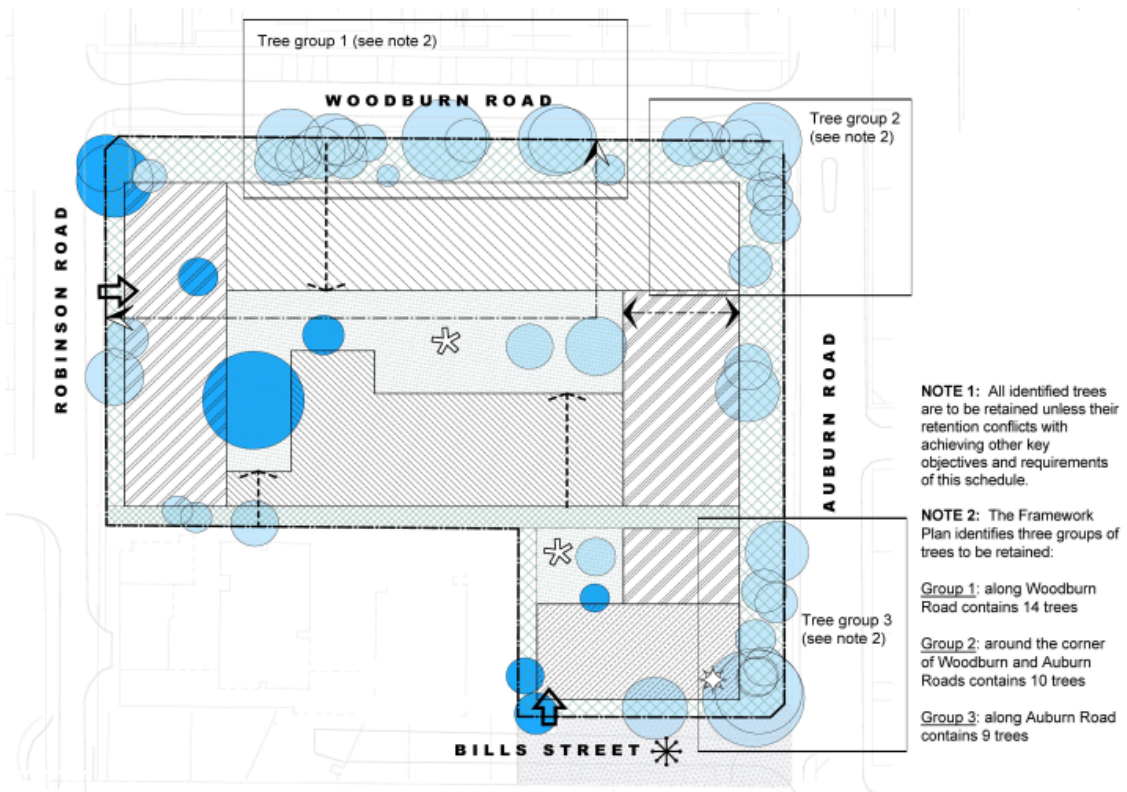 Tree group 1 (see note 2)
WOODBURN ROAD
Tree group 2
(see note 2)
ROBINSON ROAD
AUBURN ROAD
NOTE 1: All identified trees
are to be retained unless their
retention conflicts with
achieving other key
objectives and requirements
of this schedule.
NOTE 2: The Framework
Plan identifies three groups of
trees to be retained:
Group 1: along Woodburn
Road contains 14 trees
Group 2: around the corner
of Woodburn and Auburn
Roads contains 10 trees
Group 3: along Auburn Road
contains 9 trees
Tree group 3
(see note 2)
BILLS STREET